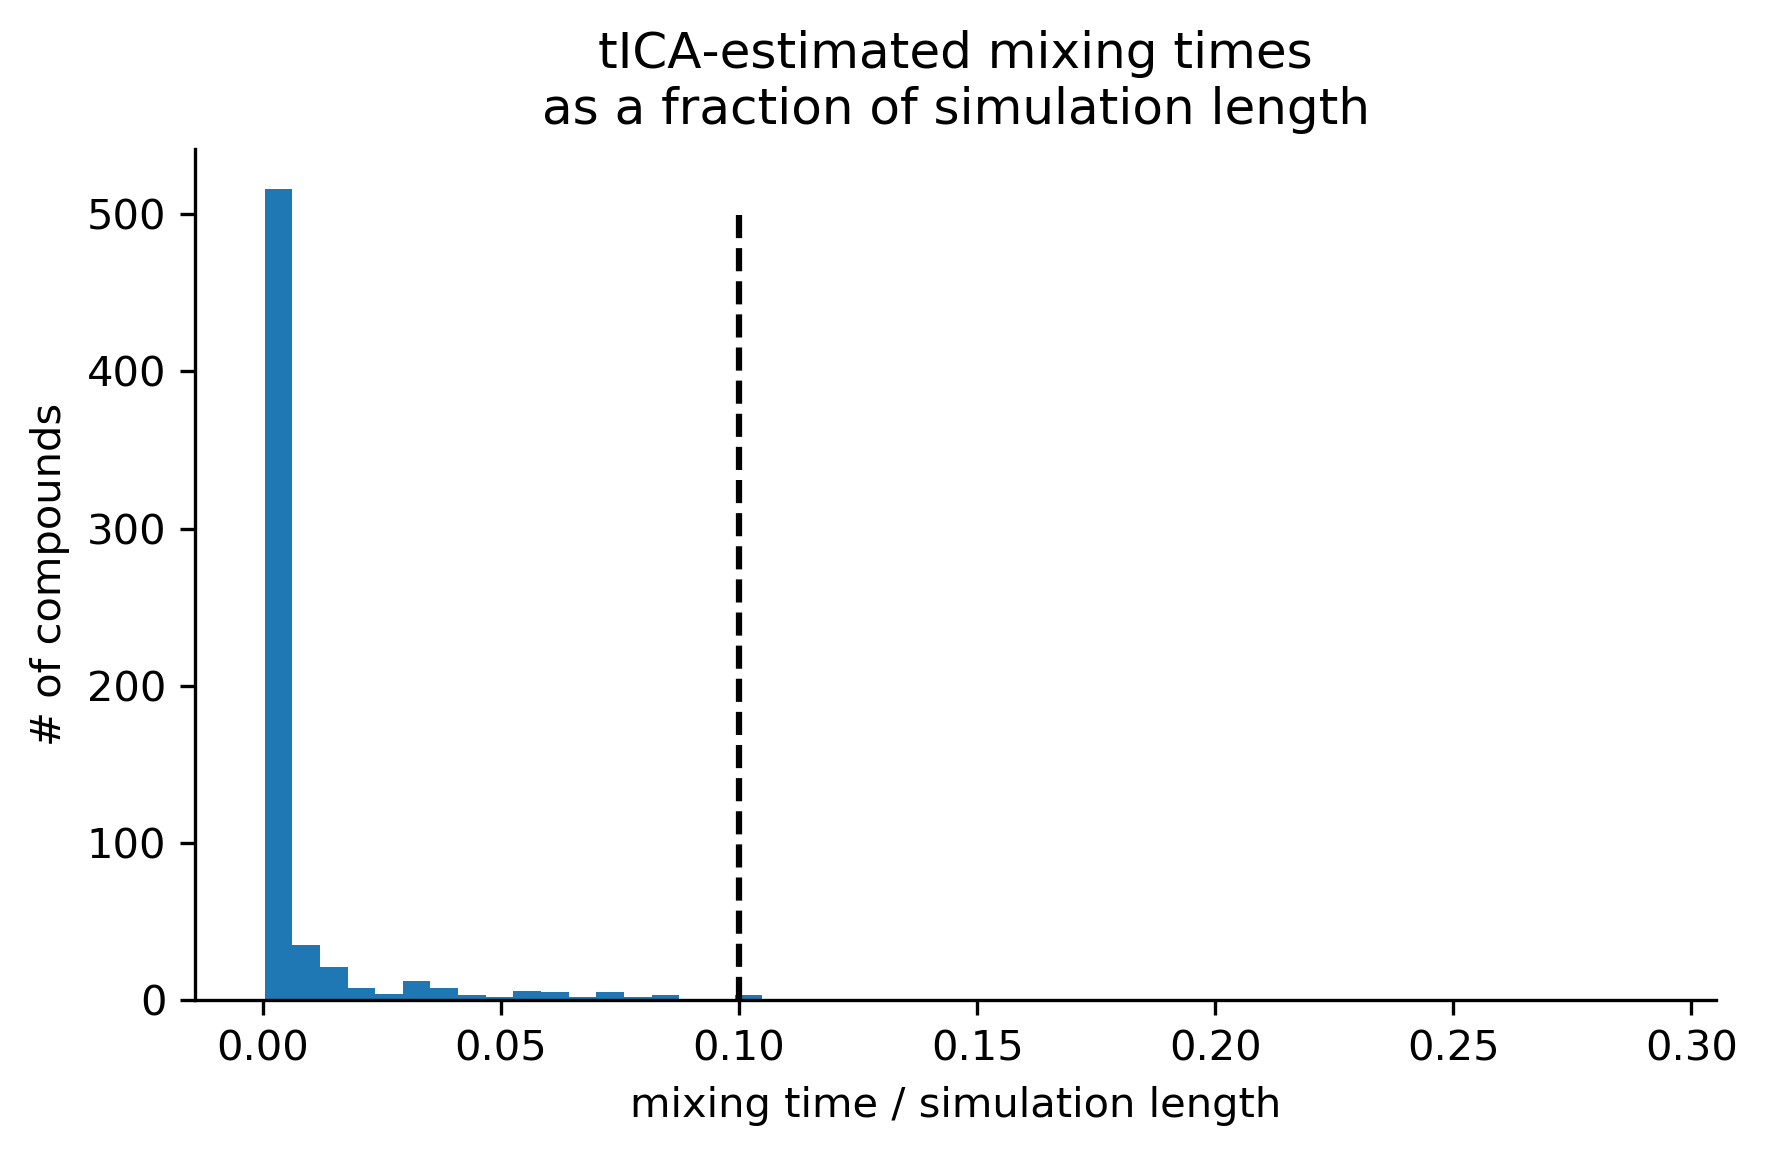 tICA-estimated mixing times
as a fraction of simulation length
# of compounds
500
400
300
200
100
0
0.00 0.05 0.10 0.15 0.20 0.25 0.30
mixing time / simulation length